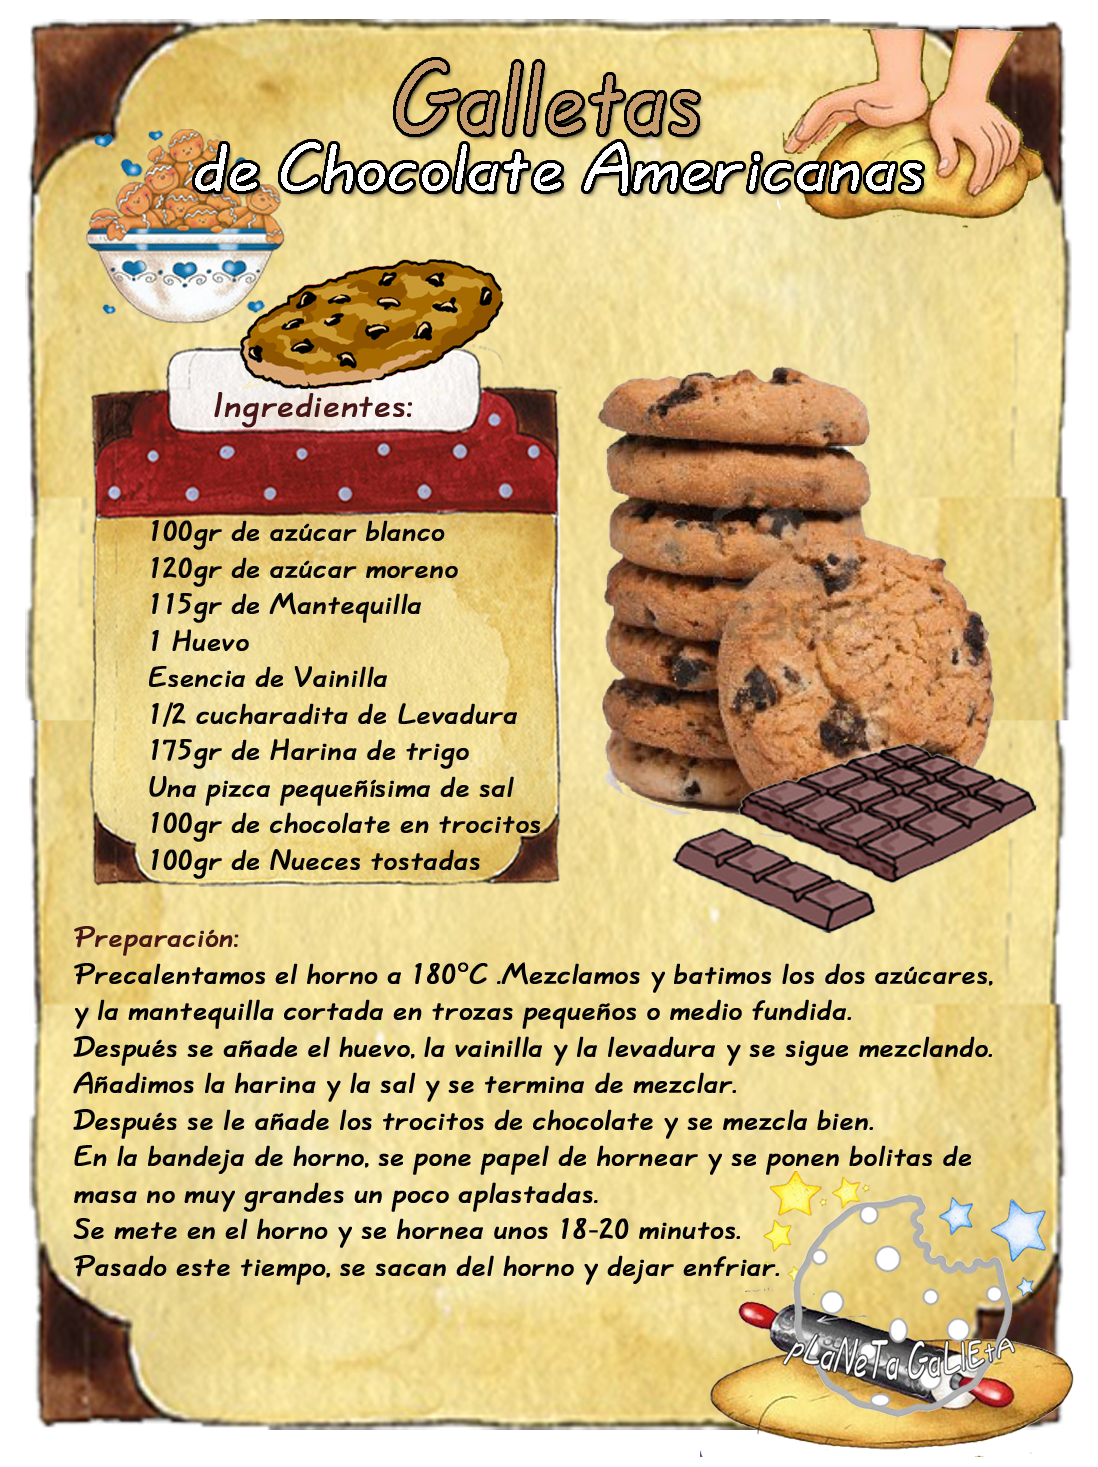 Galletas
de Chocolate Americanas
Ingredientes:
100gr de azúcar blanco
120gr de azúcar moreno
115gr de Mantequilla
1 Huevo
Esencia de Vainilla
1/2 cucharadita de Levadura
175gr de Harina de trigo
Una pizca pequeñísima de sal
100gr de chocolate en trocitos
100gr de Nueces tostadas
Preparación:
Precalentamos el horno a 180ºC .Mezclamos y batimos los dos azúcares,
y la mantequilla cortada en trozas pequeños o medio fundida.
Después se añade el huevo, la vainilla y la levadura y se sigue mezclando.
Añadimos la harina y la sal y se termina de mezclar.
Después se le añade los trocitos de chocolate y se mezcla bien.
En la bandeja de horno, se pone papel de hornear y se ponen bolitas de
masa no muy grandes un poco aplastadas.
Se mete en el horno y se hornea unos 18-20 minutos.
Pasado este tiempo, se sacan del horno y dejar enfriar.
pLaNeTa GaLlEtA